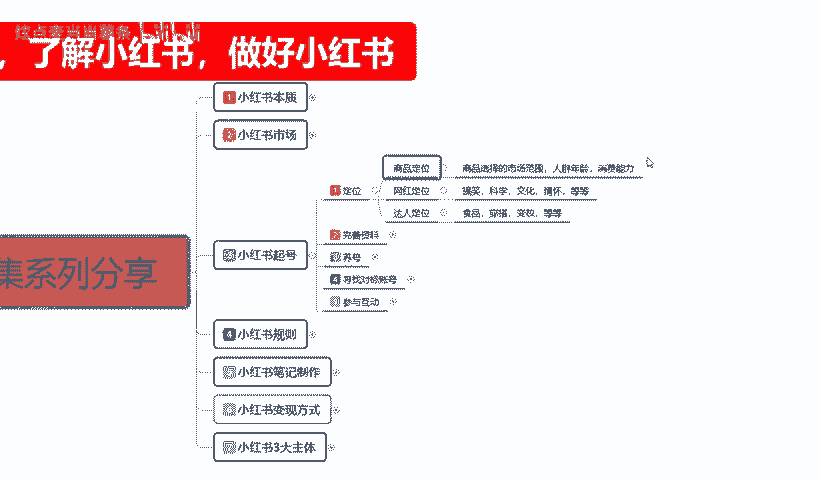 ，了解小红书，做好小红书
1 小红书本质
2 小红书市场
商品定位
商品选择的市场范围，人群年龄，消费能力
1 定位
网红定位
搞笑，科学，文化，情怀，等等
达人定位
食品，穿搭，变妆，等等
2 完善资料
小红书起号
养号
4 寻找对标账号
参与互动
集系列分享
4 小红书规则
小红书笔记制作
小红书变现方式
小红书3大主体